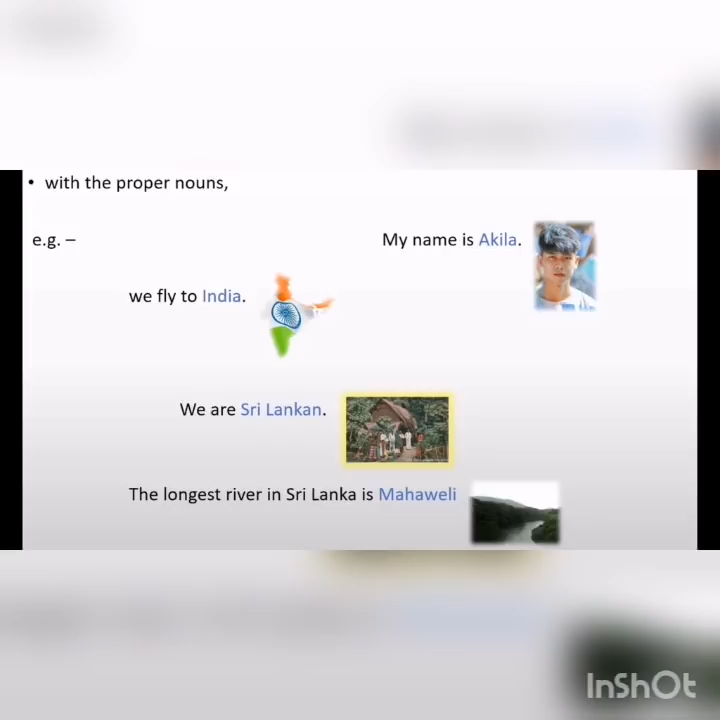 • with the proper nouns,
e.g. –
My name is Akila.
we fly to India.
We are Sri Lankan.
The longest river in Sri Lanka is Mahaweli
InShOt